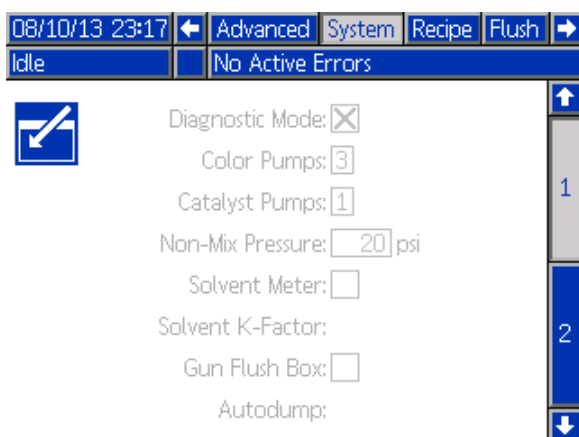 08/10/13 23:17 Advanced System Recipe Flush
Idle No Active Errors
Diagnostic Mode:
Color Pumps: 3
Catalyst Pumps: 1
Non-Mix Pressure: 20 psi
Solvent Meter:
Solvent K-Factor:
Gun Flush Box:
Autodump:
1
2